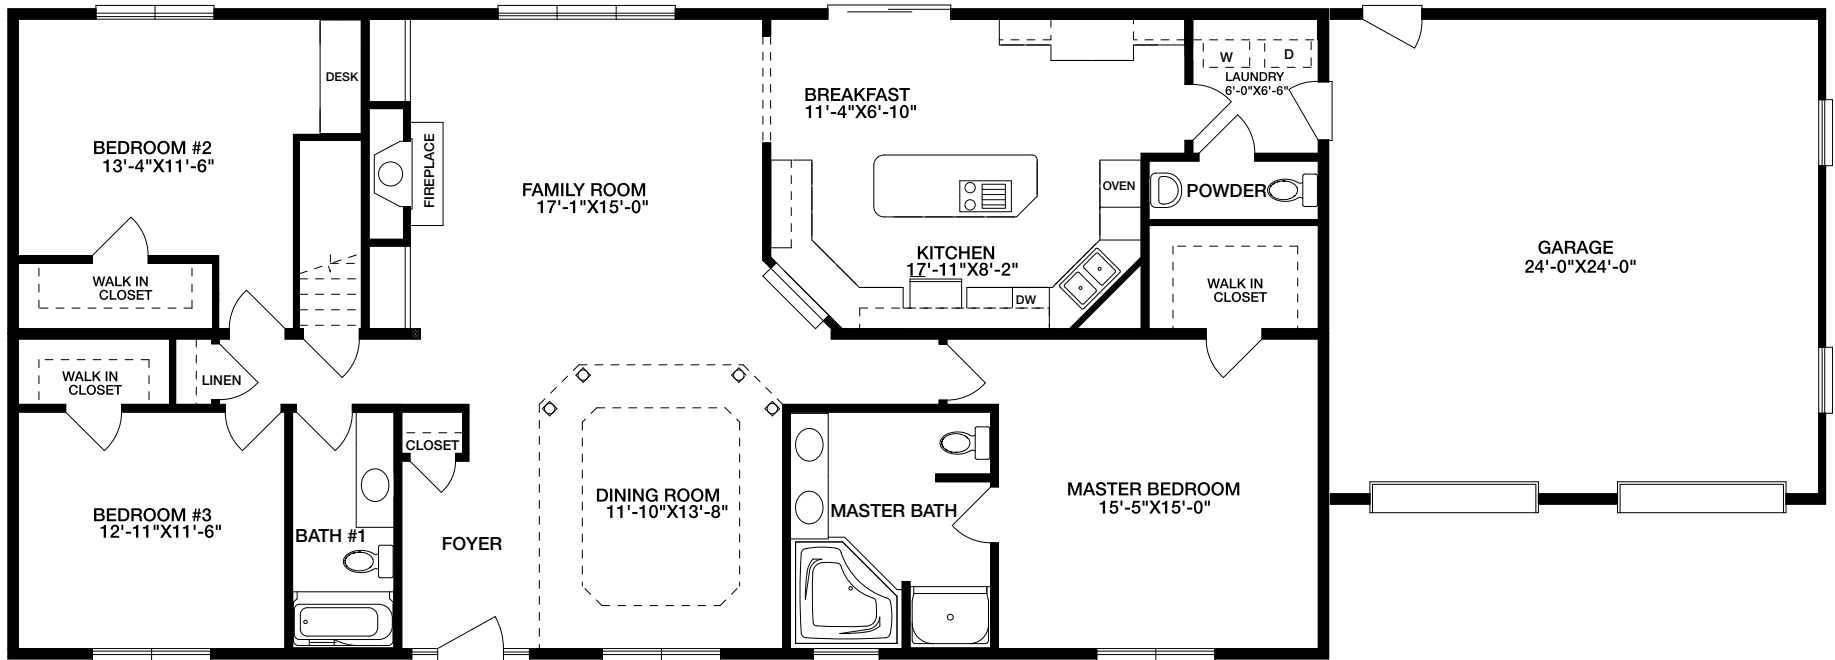 DESK
BEDROOM #2
13'-4"X11'-6"
WALK IN
CLOSET
FIREPLACE
FAMILY ROOM
17'-1"X15'-0"
BREAKFAST
11'-4"X6'-10"
W
D
LAUNDRY
6'-0"X6'-6"
OVEN
POWDER
KITCHEN
17'-11"X8'-2"
DW
WALK IN
CLOSET
GARAGE
24'-0"X24'-0"
WALK IN
CLOSET
LINEN
BEDROOM #3
12'-11"X11'-6"
BATH #1
CLOSET
FOYER
DINING ROOM
11'-10"X13'-8"
MASTER BATH
MASTER BEDROOM
15'-5"X15'-0"